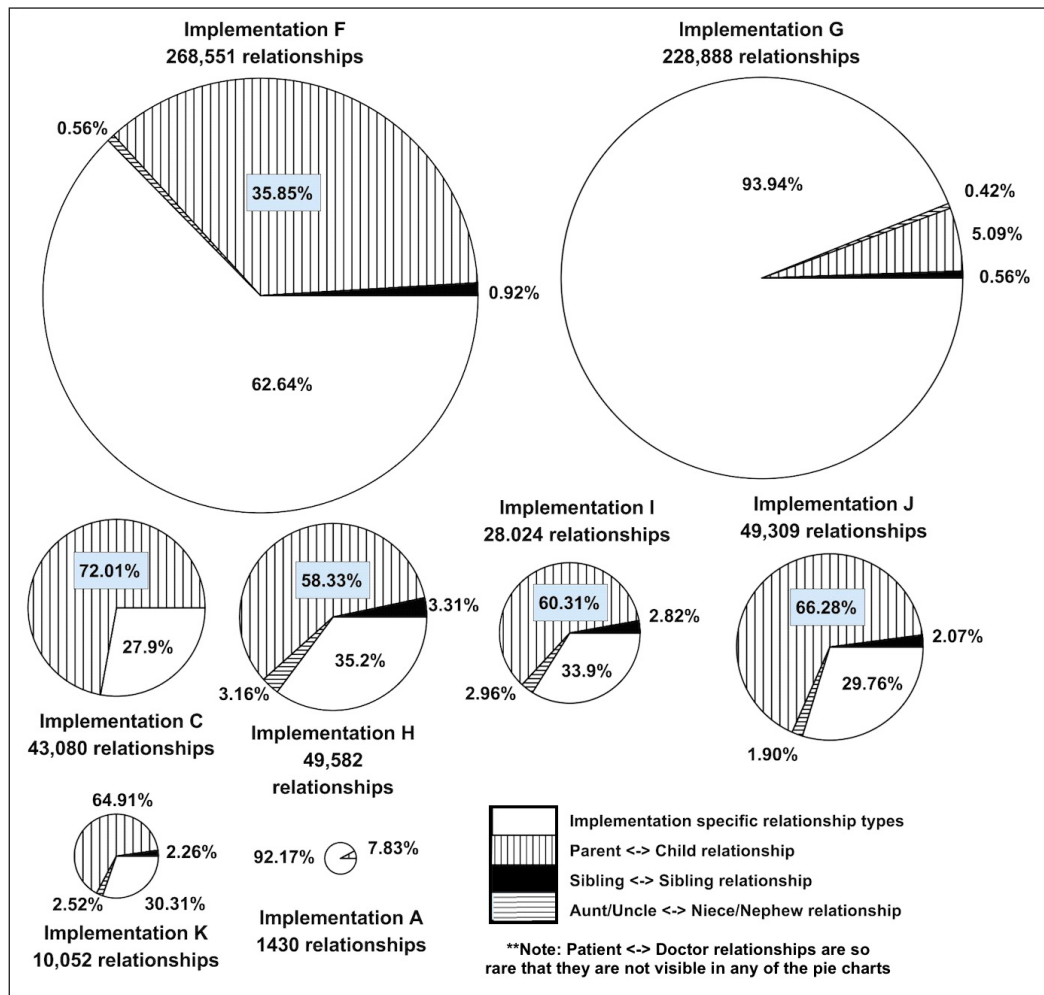 Implementation F
268,551 relationships
0.56%
35.85%
0.92%
62.64%
Implementation G
228,888 relationships
93.94%
0.42%
5.09%
0.56%
72.01%
27.9%
Implementation C
43,080 relationships
58.33%
3.31%
35.2%
3.16%
Implementation H
49,582
relationships
Implementation I
28.024 relationships
60.31%
2.82%
33.9%
2.96%
Implementation J
49,309 relationships
66.28%
2.07%
29.76%
1.90%
64.91%
2.26%
2.52%
30.31%
Implementation K
10,052 relationships
92.17%
7.83%
Implementation A
1430 relationships
Implementation specific relationship types
Parent <-> Child relationship
Sibling <-> Sibling relationship
Aunt/Uncle <-> Niece/Nephew relationship
**Note: Patient <-> Doctor relationships are so
rare that they are not visible in any of the pie charts